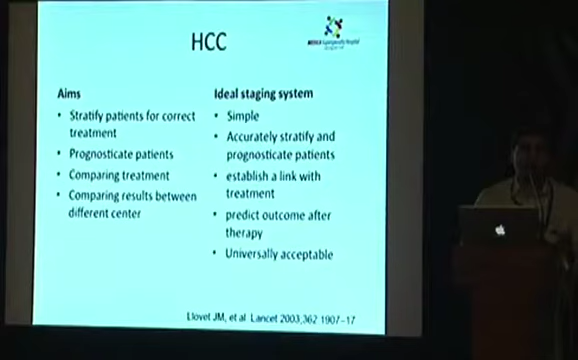 HCC
Aims
• Stratify patients for correct
treatment
• Prognosticate patients
• Comparing treatment
• Comparing results between
different center
Ideal staging system
• Simple
• Accurately stratify and
prognosticate patients
• establish a link with
treatment
• predict outcome after
therapy
• Universally acceptable
Llovet JM, et al Lancet 2003,362 1907–17